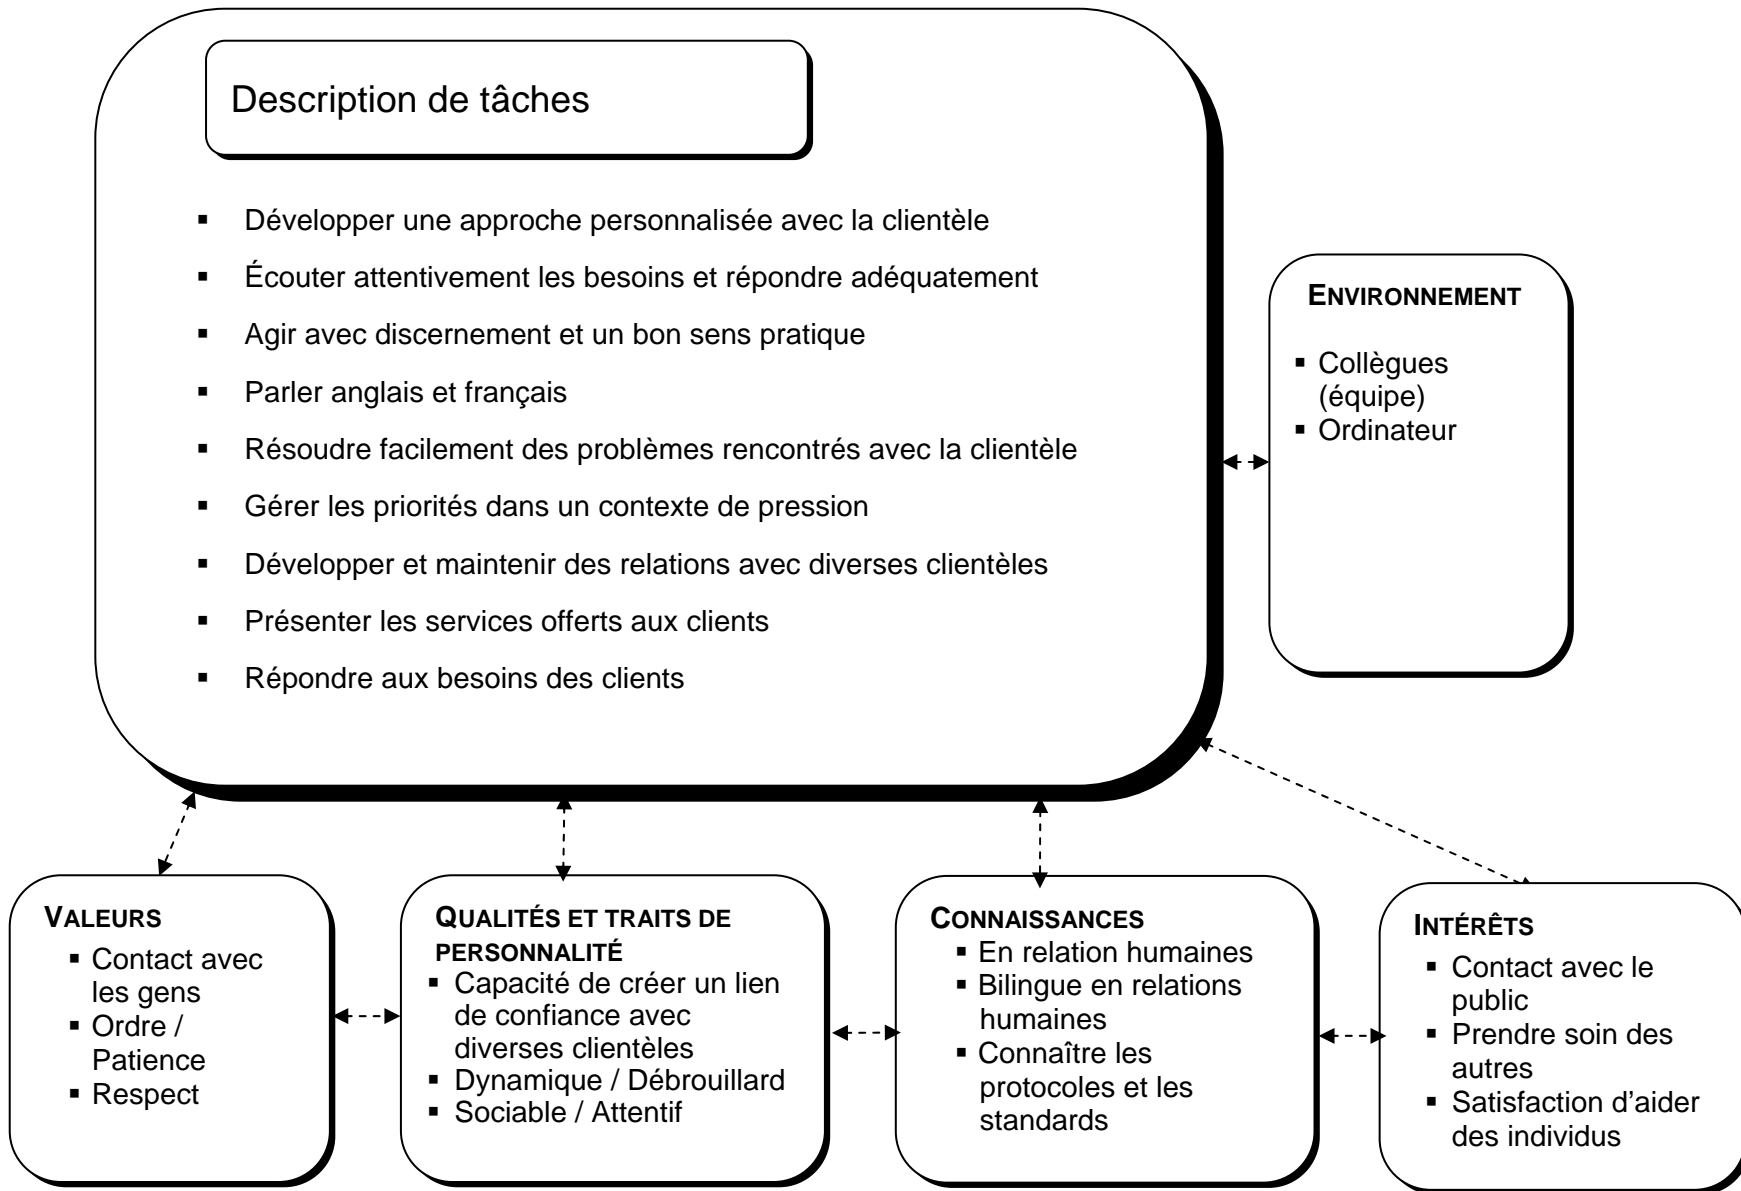 Description de tâches
▪ Développer une approche personnalisée avec la clientèle
▪ Écouter attentivement les besoins et répondre adéquatement
▪ Agir avec discernement et un bon sens pratique
▪ Parler anglais et français
▪ Résoudre facilement des problèmes rencontrés avec la clientèle
▪ Gérer les priorités dans un contexte de pression
▪ Développer et maintenir des relations avec diverses clientèles
▪ Présenter les services offerts aux clients
▪ Répondre aux besoins des clients
ENVIRONNEMENT
▪ Collègues
(équipe)
▪ Ordinateur
VALEURS
▪ Contact avec
les gens
▪ Ordre /
Patience
▪ Respect
QUALITÉS ET TRAITS DE
PERSONNALITÉ
▪ Capacité de créer un lien
de confiance avec
diverses clientèles
▪ Dynamique / Débrouillard
▪ Sociable / Attentif
CONNAISSANCES
▪ En relation humaines
▪ Bilingue en relations
humaines
▪ Connaître les
protocoles et les
standards
INTÉRÊTS
▪ Contact avec le
public
▪ Prendre soin des
autres
▪ Satisfaction d'aider
des individus